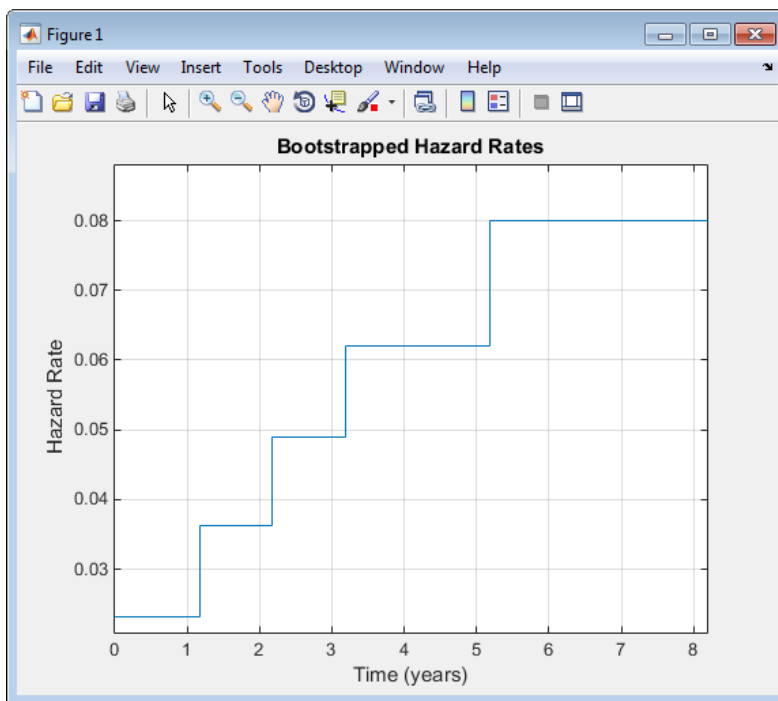 Figure 1
File Edit View Insert Tools Desktop Window Help
Bootstrapped Hazard Rates
0.08
0.07
0.06
0.05
0.04
0.03
Hazard Rate
0 1 2 3 4 5 6 7 8
Time (years)